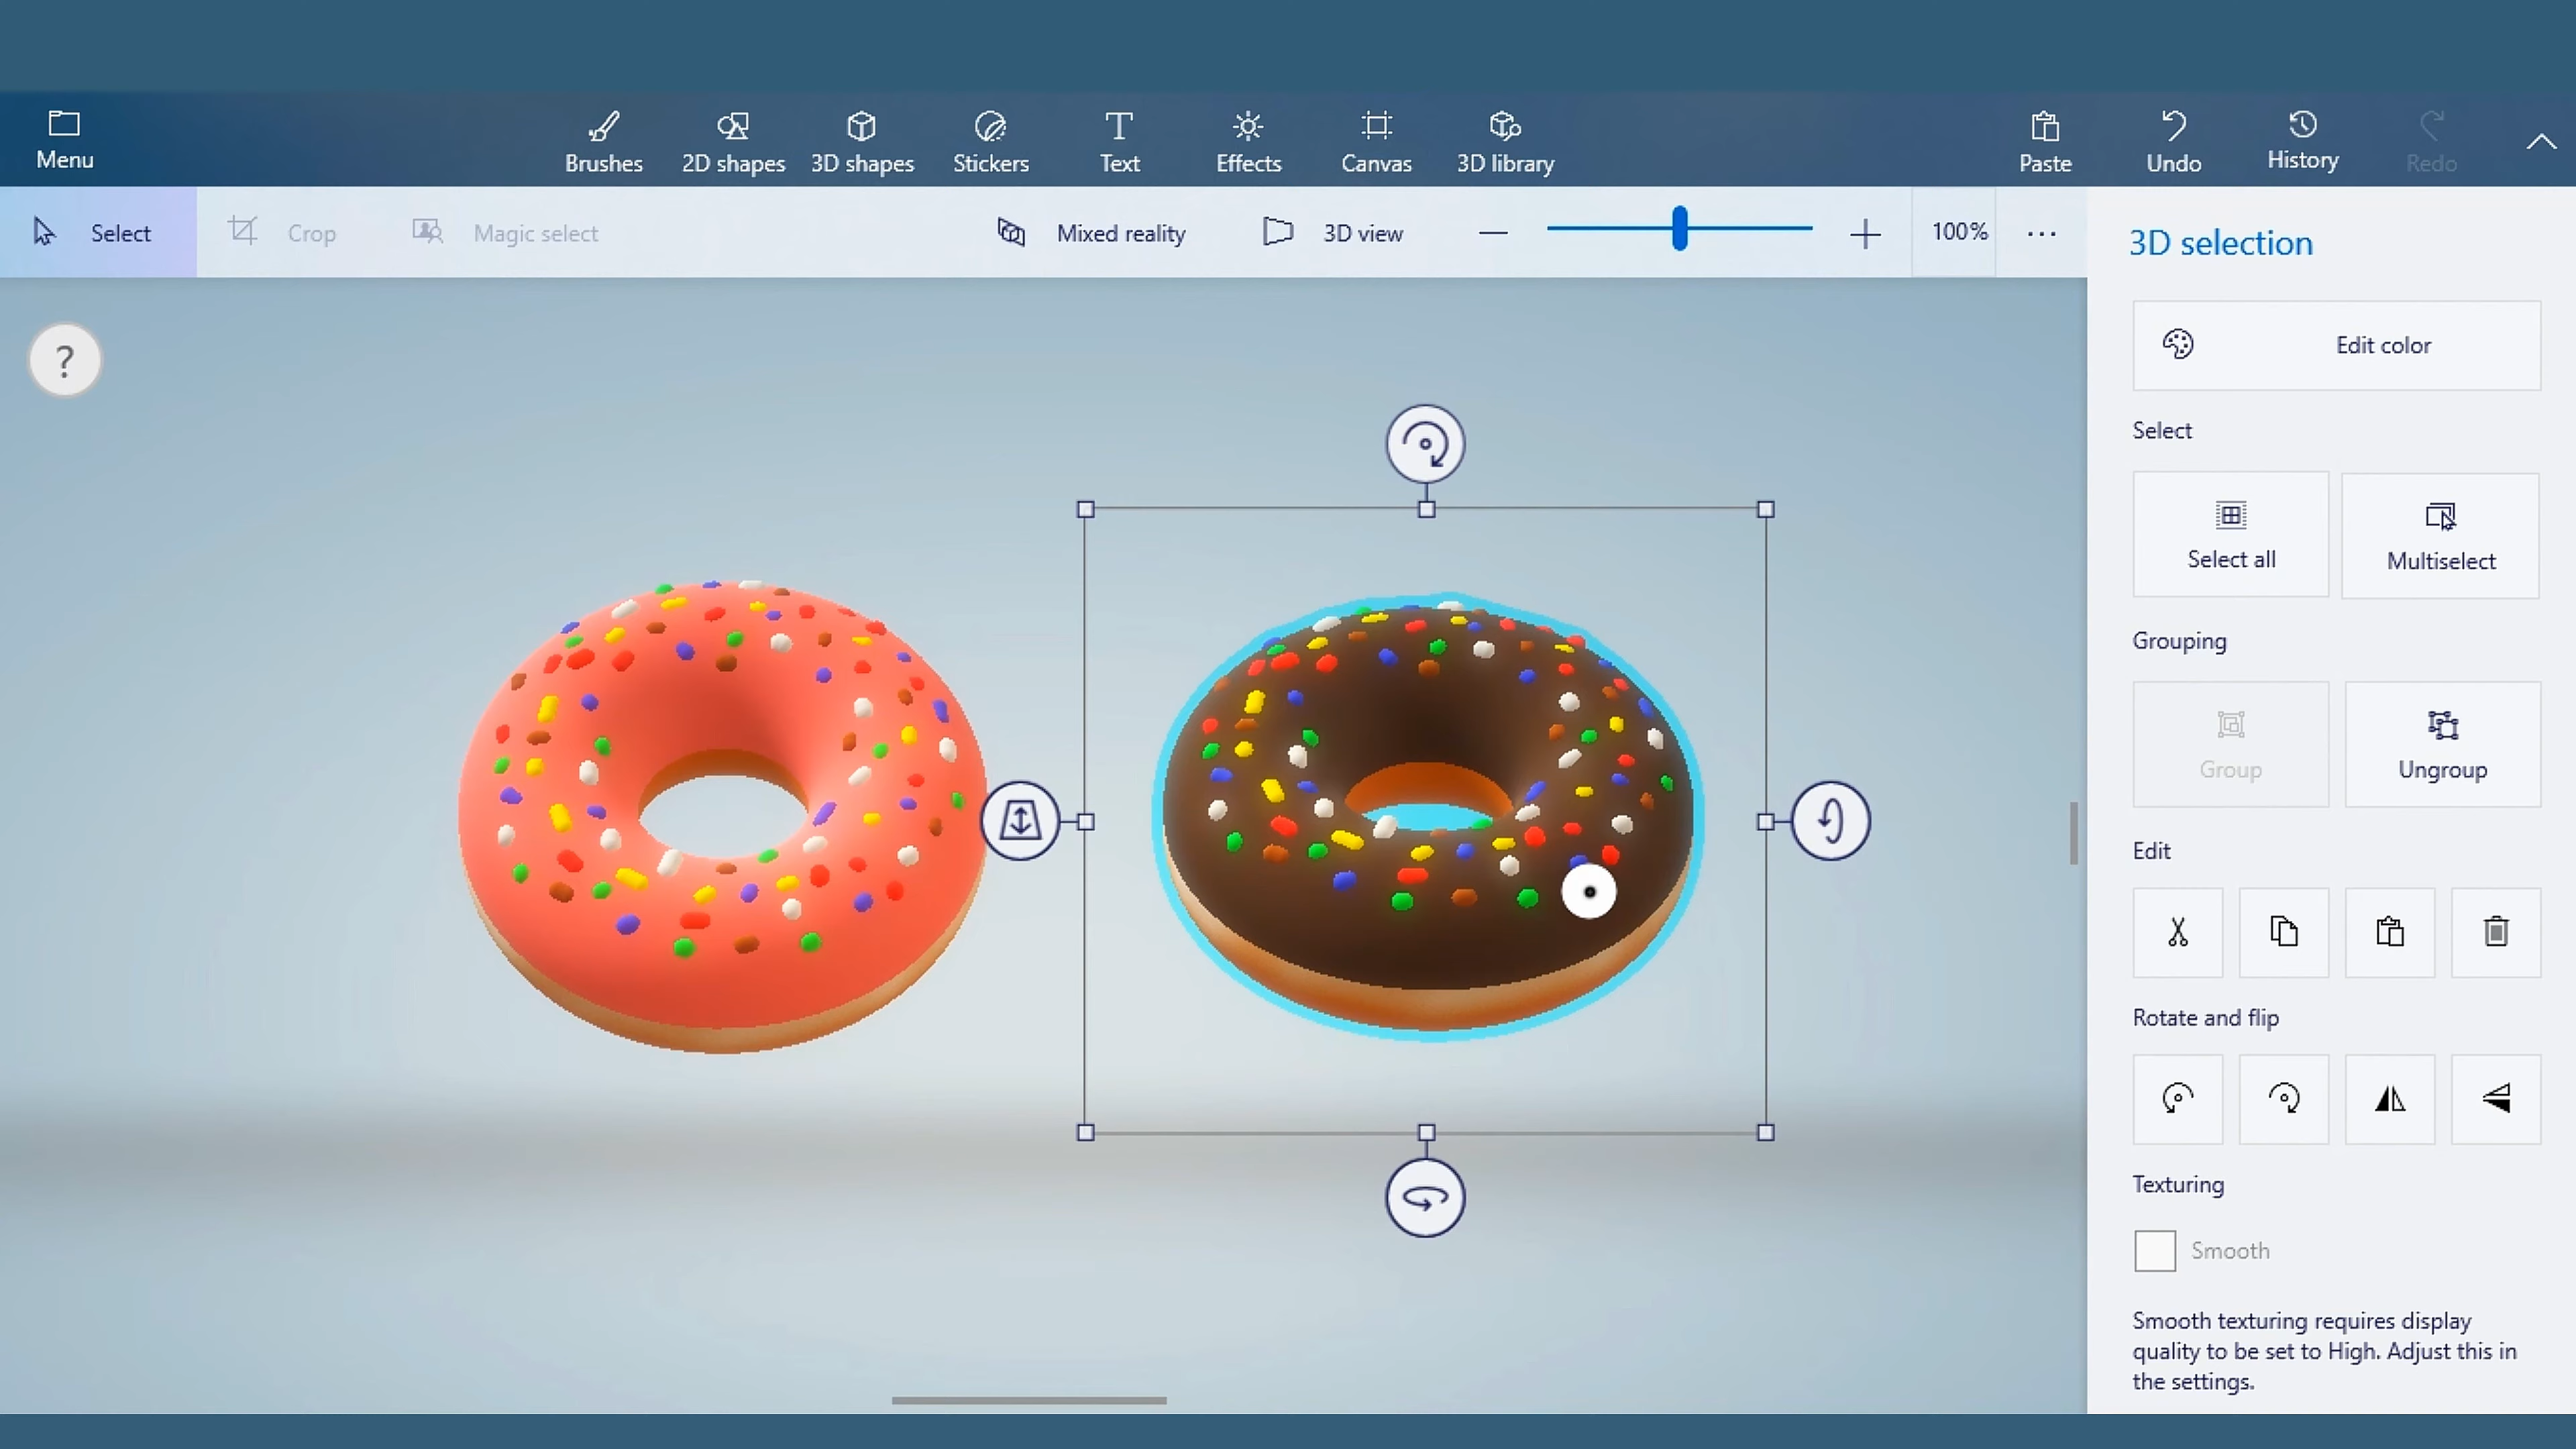 Menu
Brushes
2D shapes
3D shapes
Stickers
Text
Effects
Canvas
3D library
Paste
Undo
History
Redo
Select
Crop
Magic select
Mixed reality
3D view
100%
?
3D selection
Edit color
Select
Select all
Multiselect
Grouping
Group
Ungroup
Edit
Rotate and flip
Texturing
Smooth
Smooth texturing requires display
quality to be set to High. Adjust this in
the settings.